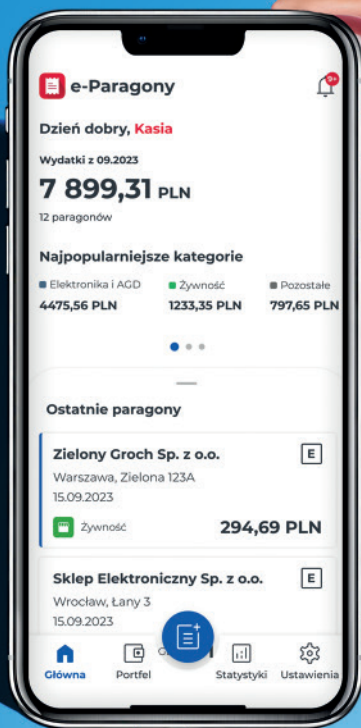 e-Paragony
9+
Dzień dobry, Kasia
Wydatki z 09.2023
7 899,31 PLN
12 paragonów
Najpopularniejsze kategorie
Elektronika i AGD Żywność Pozostałe
4475,56 PLN 1233,35 PLN 797,65 PLN
Ostatnie paragony
Zielony Groch Sp. z o.o. E
Warszawa, Zielona 123A
15.09.2023
Żywność 294,69 PLN
Sklep Elektroniczny Sp. z o.o. E
Wrocław, Łany 3
15.09.2023
Główna Portfel Statystyki Ustawienia